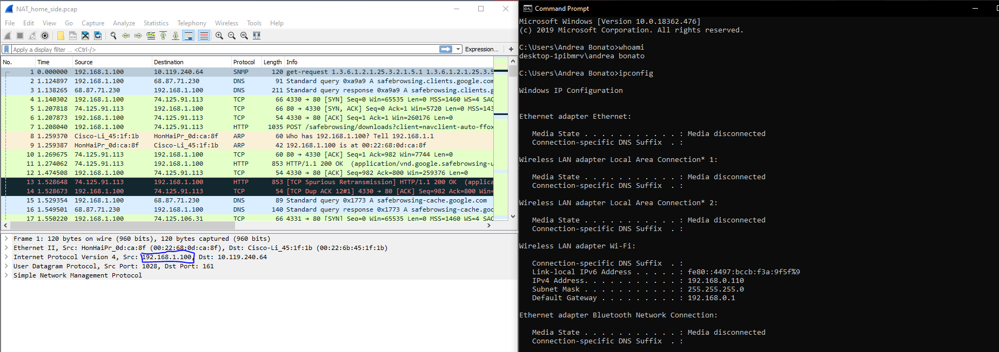 NAT_home_side.pcap
File Edit View Go Capture Analyze Statistics Telephony Wireless Tools Help
Apply a display filter ... <Ctrl-/> Expression... +
No. Time Source Destination Protocol Length Info
1 0.000000 192.168.1.100 10.119.240.64 SNMP 120 get-request 1.3.6.1.2.1.25.3.2.1.5.1 1.3.6.1.2.1.25.3.5
2 1.124897 192.168.1.100 68.87.71.230 DNS 91 Standard query 0xa9a9 A safebrowsing.clients.google.com
3 1.138265 68.87.71.230 192.168.1.100 DNS 211 Standard query response 0xa9a9 A safebrowsing.clients.g
4 1.140302 192.168.1.100 74.125.91.113 TCP 66 4330 → 80 [SYN] Seq=0 Win=65535 Len=0 MSS=1460 WS=4 SAC
5 1.207818 74.125.91.113 192.168.1.100 TCP 66 80 → 4330 [SYN, ACK] Seq=0 Ack=1 Win=5720 Len=0 MSS=143
6 1.207873 192.168.1.100 74.125.91.113 TCP 54 4330 → 80 [ACK] Seq=1 Ack=1 Win=260176 Len=0
7 1.208040 192.168.1.100 74.125.91.113 HTTP 1035 POST /safebrowsing/downloads?client=navclient-auto-ffox
8 1.259370 Cisco-Li_45:1f:1b HonHaiPr_0d:ca:8f ARP 60 Who has 192.168.1.100? Tell 192.168.1.1
9 1.259387 HonHaiPr_0d:ca:8f Cisco-Li_45:1f:1b ARP 42 192.168.1.100 is at 00:22:68:0d:ca:8f
10 1.269675 74.125.91.113 192.168.1.100 TCP 60 80 → 4330 [ACK] Seq=1 Ack=982 Win=7744 Len=0
11 1.274062 74.125.91.113 192.168.1.100 HTTP 853 HTTP/1.1 200 OK (application/vnd.google.safebrowsing-u
12 1.474508 192.168.1.100 74.125.91.113 TCP 54 4330 → 80 [ACK] Seq=982 Ack=800 Win=259376 Len=0
13 1.528648 74.125.91.113 192.168.1.100 HTTP 853 [TCP Spurious Retransmission] HTTP/1.1 200 OK (applica
14 1.528673 192.168.1.100 74.125.91.113 TCP 54 [TCP Dup ACK 12#1] 4330 → 80 [ACK] Seq=982 Ack=800 Win=
15 1.529354 192.168.1.100 68.87.71.230 DNS 89 Standard query 0x1773 A safebrowsing-cache.google.com
16 1.549501 68.87.71.230 192.168.1.100 DNS 140 Standard query response 0x1773 A safebrowsing-cache.goo
17 1.550220 192.168.1.100 74.125.106.31 TCP 66 4331 → 80 [SYN] Seq=0 Win=65535 Len=0 MSS=1460 WS=4 SAC
Frame 1: 120 bytes on wire (960 bits), 120 bytes captured (960 bits)
Ethernet II, Src: HonHaiPr_0d:ca:8f (00:22:68:0d:ca:8f), Dst: Cisco-Li_45:1f:1b (00:22:6b:45:1f:1b)
Internet Protocol Version 4, Src: 192.168.1.100, Dst: 10.119.240.64
User Datagram Protocol, Src Port: 1028, Dst Port: 161
Simple Network Management Protocol
Command Prompt
Microsoft Windows [Version 10.0.18362.476]
(c) 2019 Microsoft Corporation. All rights reserved.
C:\Users\Andrea Bonato>whoami
desktop-1pibmrv\andrea bonato
C:\Users\Andrea Bonato>ipconfig
Windows IP Configuration
Ethernet adapter Ethernet:
Media State . . . . . . . . . . . : Media disconnected
Connection-specific DNS Suffix . :
Wireless LAN adapter Local Area Connection* 1:
Media State . . . . . . . . . . . : Media disconnected
Connection-specific DNS Suffix . :
Wireless LAN adapter Local Area Connection* 2:
Media State . . . . . . . . . . . : Media disconnected
Connection-specific DNS Suffix . :
Wireless LAN adapter Wi-Fi:
Connection-specific DNS Suffix . :
Link-local IPv6 Address . . . . . : fe80::4497:bccb:f3a:9f5f%9
IPv4 Address. . . . . . . . . . . : 192.168.0.110
Subnet Mask . . . . . . . . . . . : 255.255.255.0
Default Gateway . . . . . . . . . : 192.168.0.1
Ethernet adapter Bluetooth Network Connection:
Media State . . . . . . . . . . . : Media disconnected
Connection-specific DNS Suffix . :